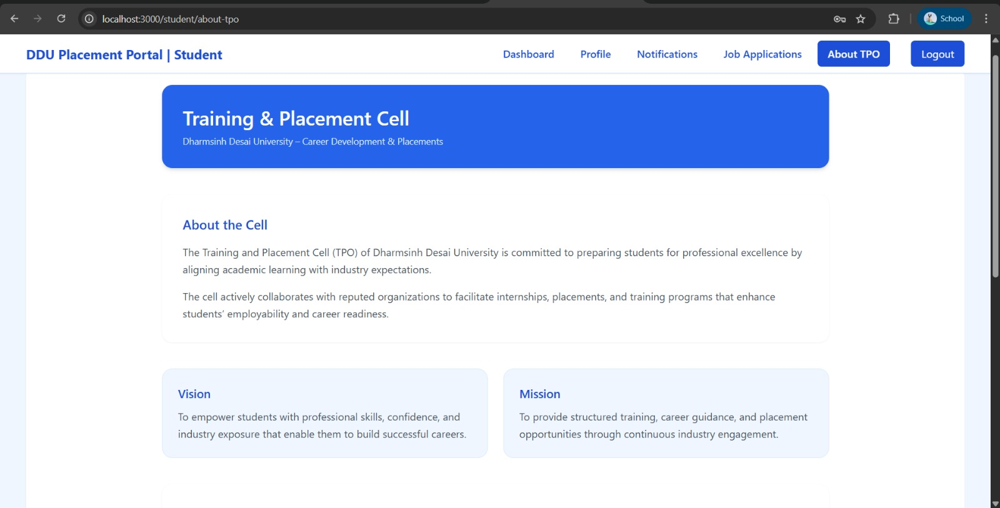 localhost:3000/student/about-tpo
School
DDU Placement Portal | Student
Dashboard
Profile
Notifications
Job Applications
About TPO
Logout
Training & Placement Cell
Dharmsinh Desai University – Career Development & Placements
About the Cell
The Training and Placement Cell (TPO) of Dharmsinh Desai University is committed to preparing students for professional excellence by
aligning academic learning with industry expectations.
The cell actively collaborates with reputed organizations to facilitate internships, placements, and training programs that enhance
students’ employability and career readiness.
Vision
To empower students with professional skills, confidence, and
industry exposure that enable them to build successful careers.
Mission
To provide structured training, career guidance, and placement
opportunities through continuous industry engagement.